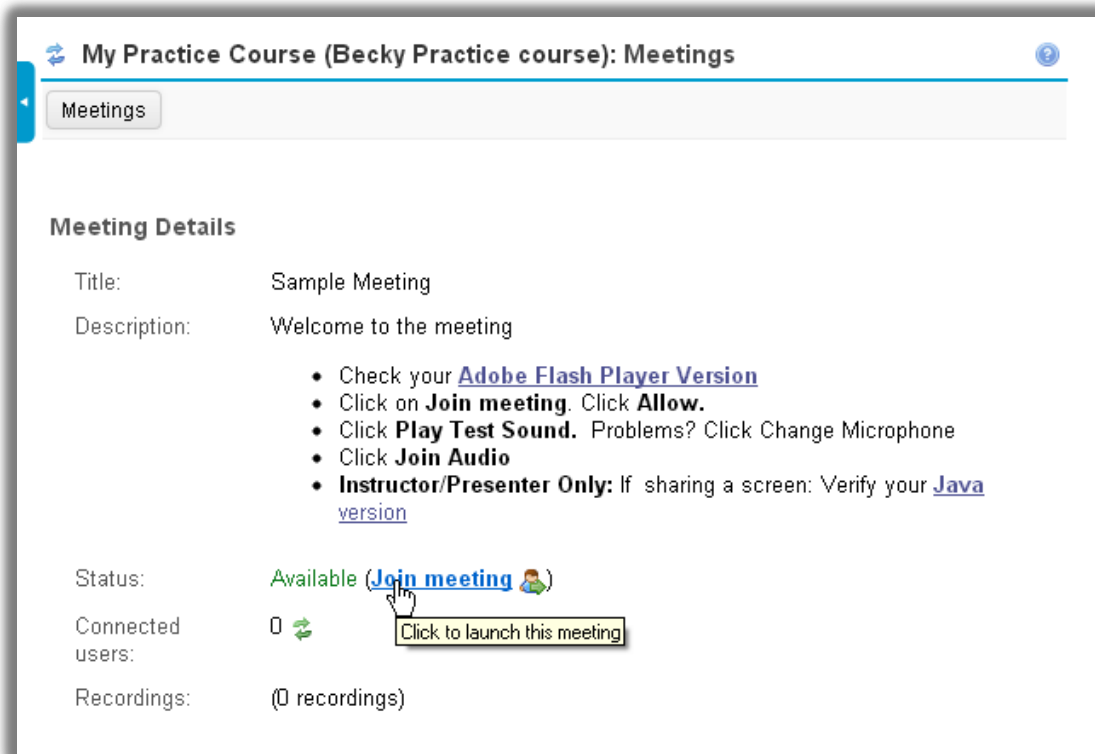 My Practice Course (Becky Practice course): Meetings
Meetings
Meeting Details
Title: Sample Meeting
Description: Welcome to the meeting
• Check your Adobe Flash Player Version
• Click on Join meeting. Click Allow.
• Click Play Test Sound. Problems? Click Change Microphone
• Click Join Audio
• Instructor/Presenter Only: If sharing a screen: Verify your Java
version
Status: Available (Join meeting )
Connected 0
users:
Click to launch this meeting
Recordings: (0 recordings)